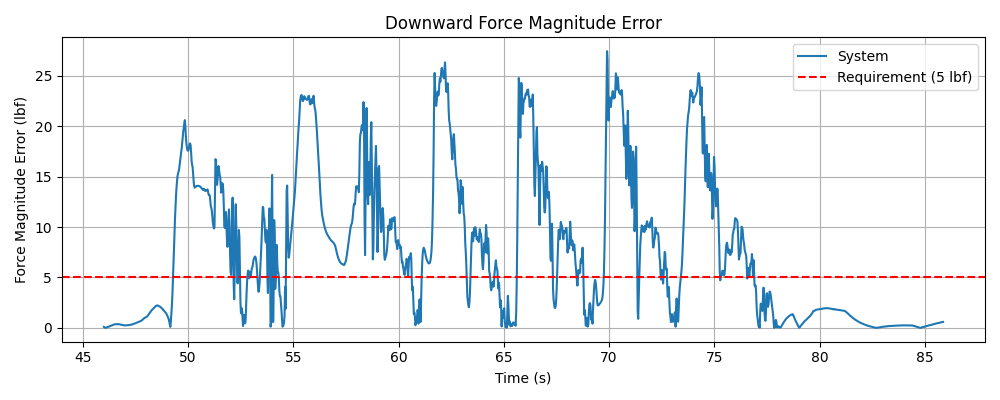 Downward Force Magnitude Error
Force Magnitude Error (lbf)
25
20
15
10
5
0
System
Requirement (5 lbf)
45 50 55 60 65 70 75 80 85
Time (s)